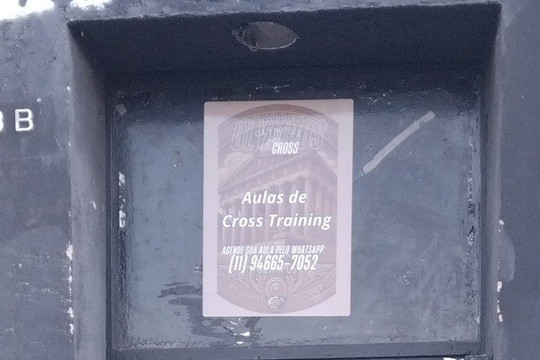 B
CROSS
Aulas de
Cross Training
AGENDE SUA AULA PELO WHATSAPP:
(11) 94665-7052